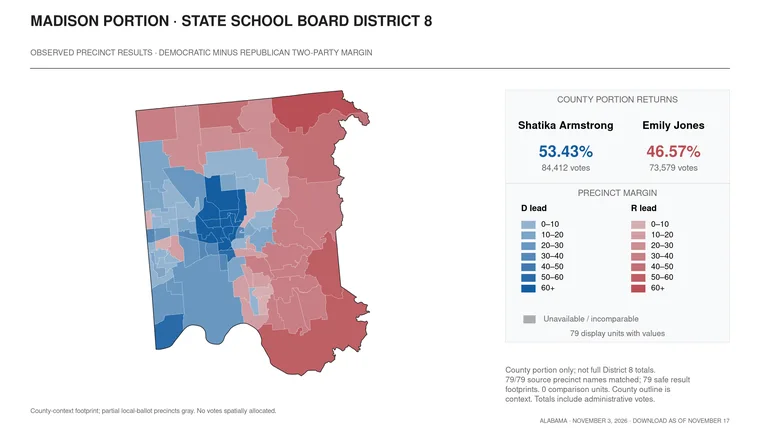 MADISON PORTION · STATE SCHOOL BOARD DISTRICT 8
OBSERVED PRECINCT RESULTS · DEMOCRATIC MINUS REPUBLICAN TWO-PARTY MARGIN
COUNTY PORTION RETURNS
Shatika Armstrong Emily Jones
53.43% 46.57%
84,412 votes 73,579 votes
PRECINCT MARGIN
D lead R lead
0–10 0–10
10–20 10–20
20–30 20–30
30–40 30–40
40–50 40–50
50–60 50–60
60+ 60+
Unavailable / incomparable
79 display units with values
County portion only; not full District 8 totals.
79/79 source precinct names matched; 79 safe result
footprints. 0 comparison units. County outline is
context. Totals include administrative votes.
County-context footprint; partial local-ballot precincts gray. No votes spatially allocated.
ALABAMA · NOVEMBER 3, 2026 · DOWNLOAD AS OF NOVEMBER 17